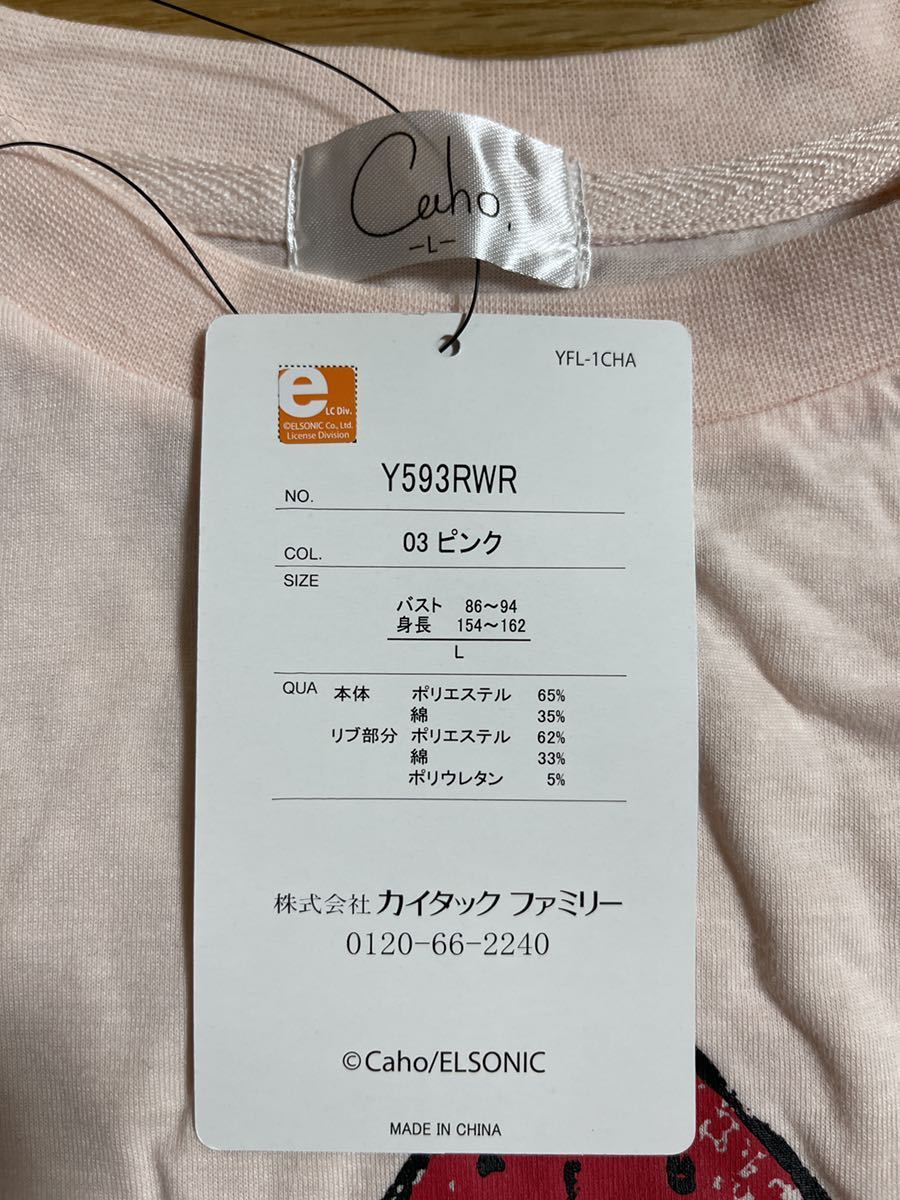 Caho,
-L-
YFL-1CHA
e
LC Div.
©ELSONIC Co., Ltd.
License Division
NO. Y593RWR
COL. 03 ピンク
SIZE
バスト 86～94
身長 154～162
L
QUA 本体 ポリエステル 65%
綿 35%
リブ部分 ポリエステル 62%
綿 33%
ポリウレタン 5%
株式会社 カイタック ファミリー
0120-66-2240
©Caho/ELSONIC
MADE IN CHINA